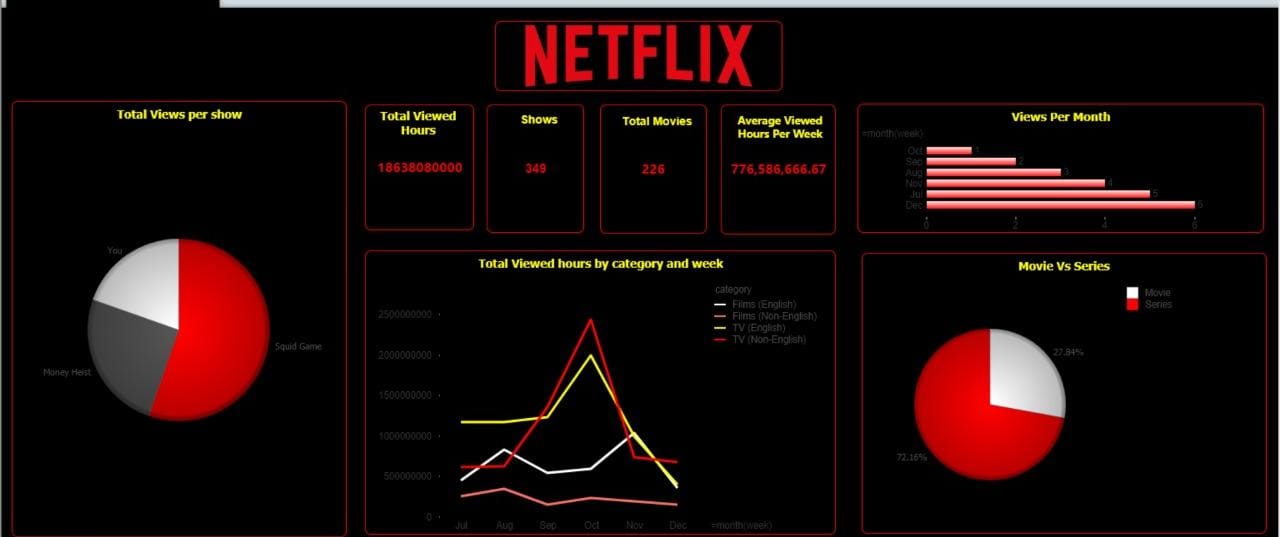 NETFLIX
Total Views per show
You
Squid Game
Money Heist
Total Viewed
Hours
18638080000
Shows
349
Total Movies
226
Average Viewed
Hours Per Week
776,586,666.67
Views Per Month
=month(week)
Oct 1
Sep 2
Aug 3
Nov 4
Jul 5
Dec 6
0 2 4 6
Total Viewed hours by category and week
category
Films (English)
Films (Non-English)
TV (English)
TV (Non-English)
2500000000
2000000000
1500000000
1000000000
500000000
0
Jul Aug Sep Oct Nov Dec =month(week)
Movie Vs Series
Movie
Series
27.84%
72.16%